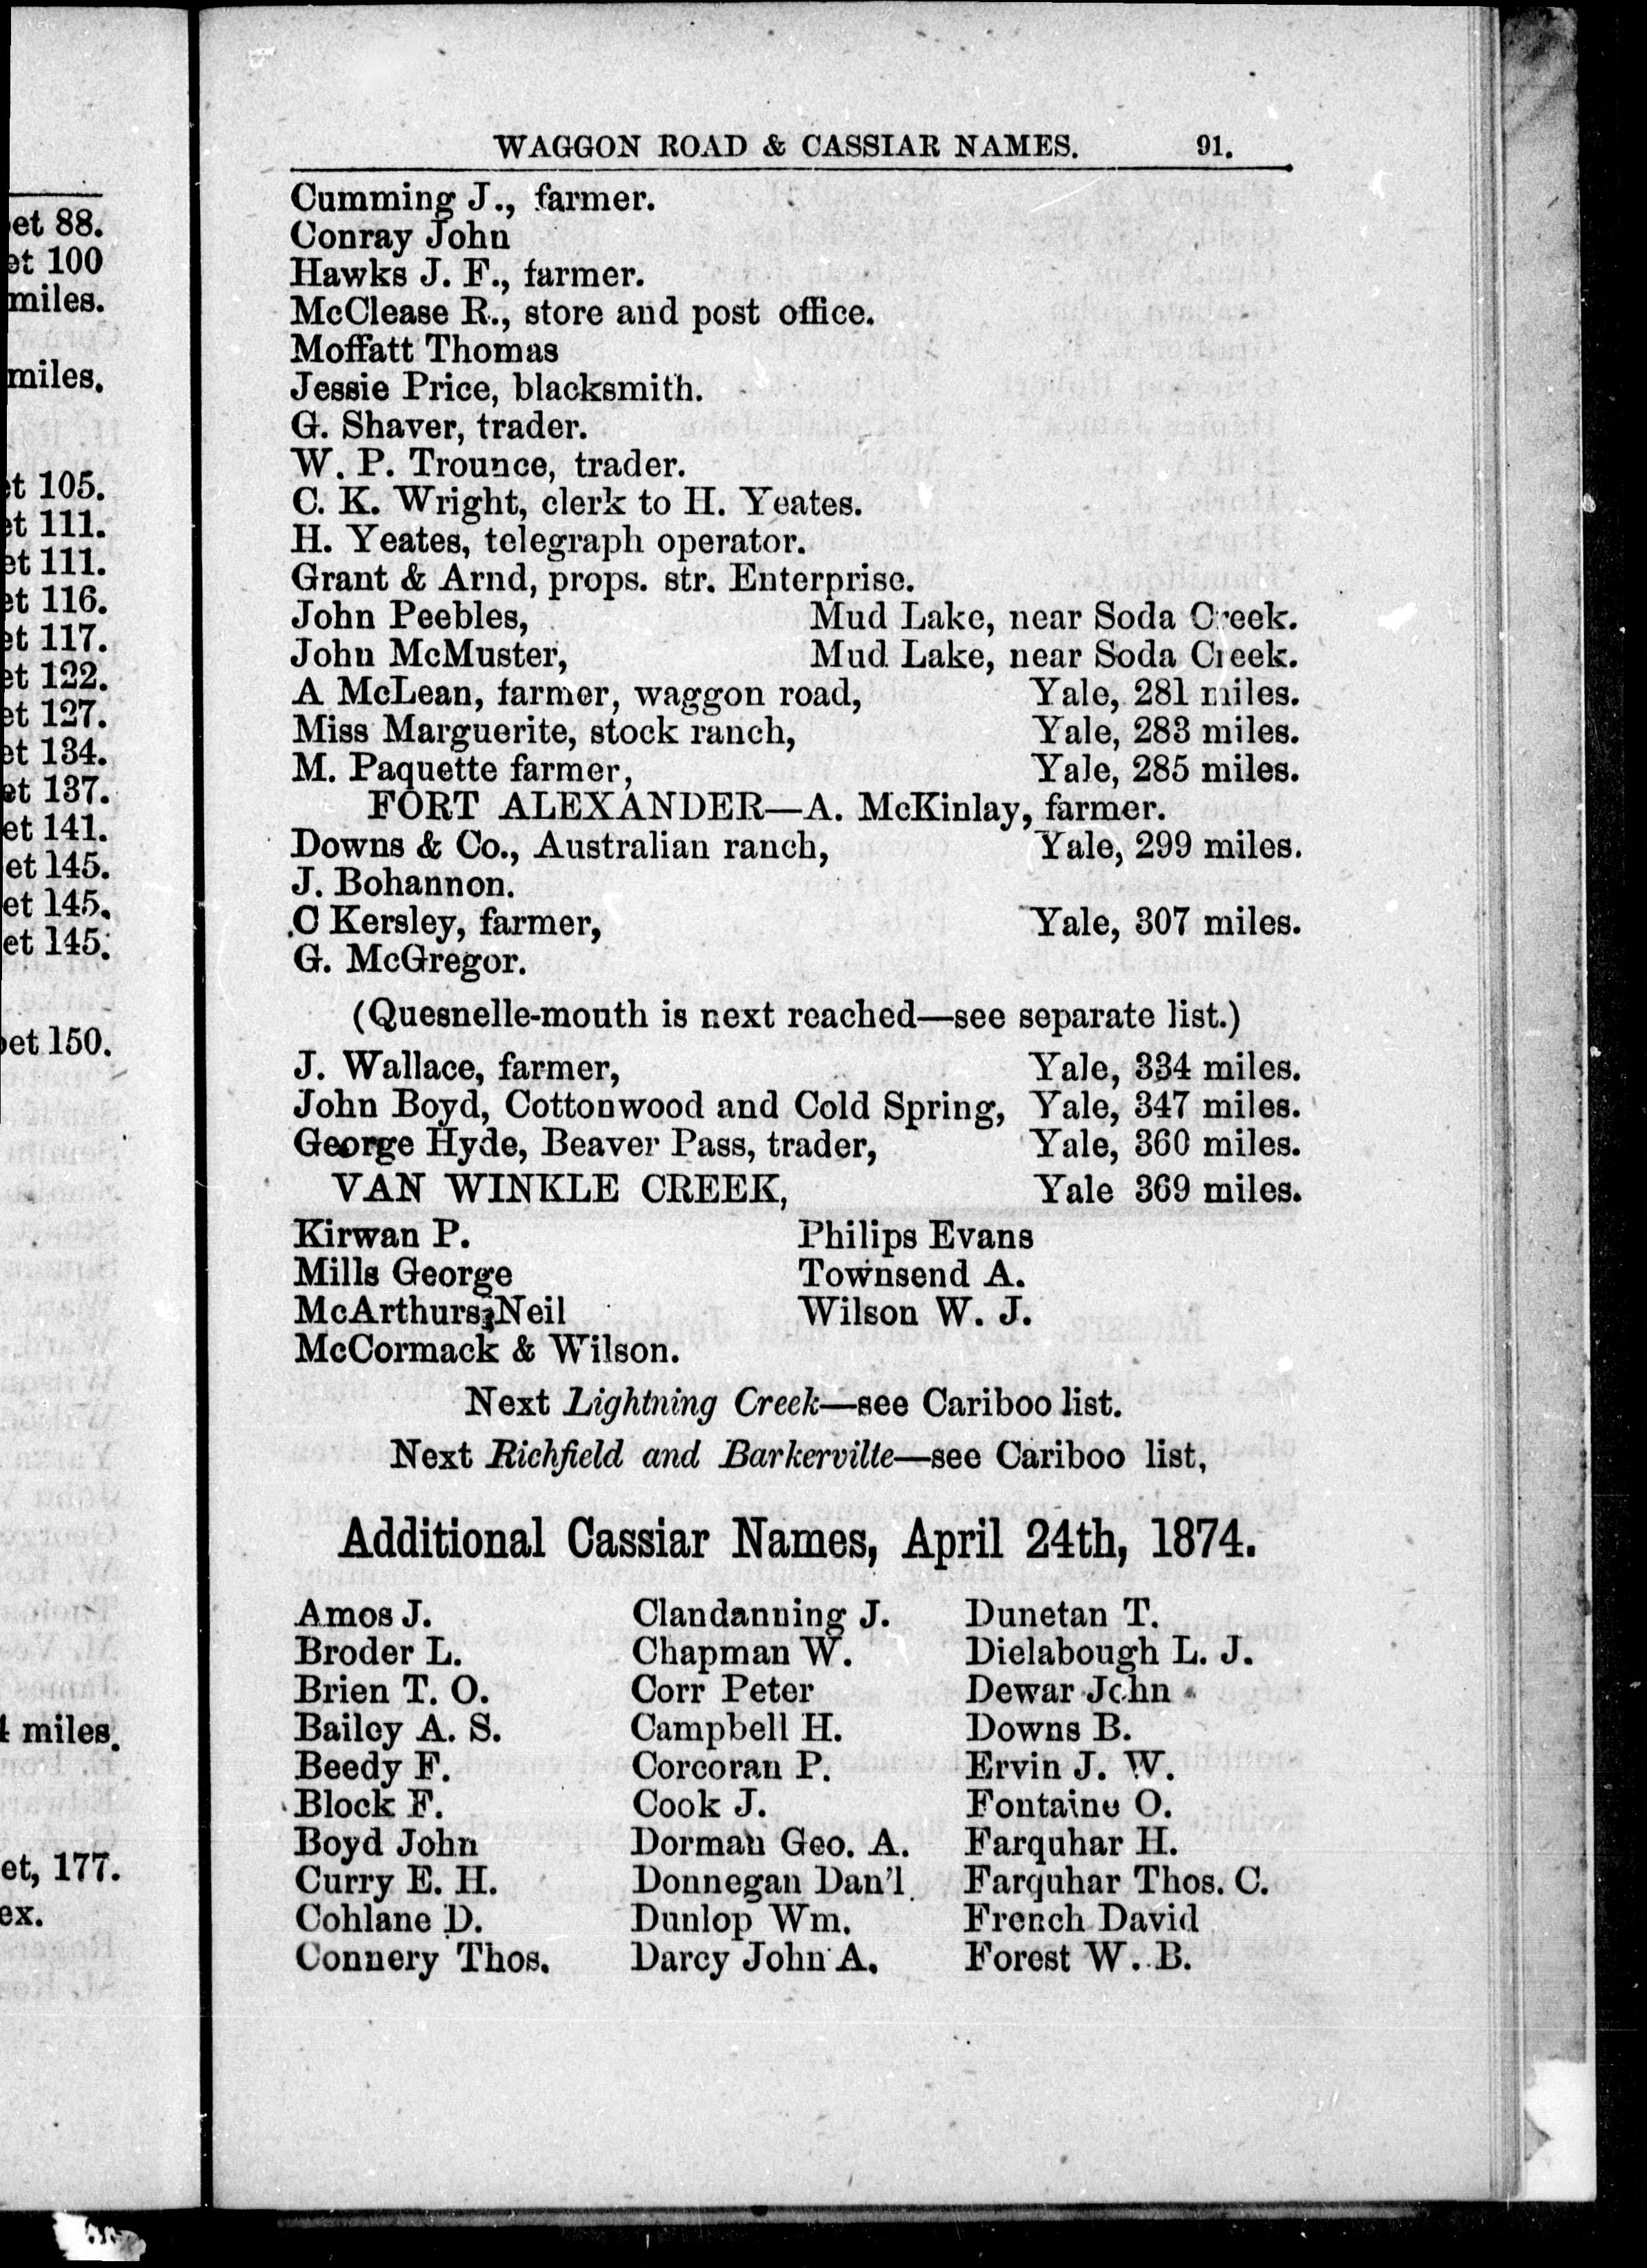 et 88.
et 100
miles.
miles.
et 105.
et 111.
et 111.
et 116.
et 117.
et 122.
et 127.
et 134.
et 137.
et 141.
et 145.
et 145.
et 145.
et 150.
miles.
et, 177.
ex.
WAGGON ROAD & CASSIAR NAMES. 91.
Cumming J., farmer.
Conray John
Hawks J. F., farmer.
McClease R., store and post office.
Moffatt Thomas
Jessie Price, blacksmith.
G. Shaver, trader.
W. P. Trounce, trader.
C. K. Wright, clerk to H. Yeates.
H. Yeates, telegraph operator.
Grant & Arnd, props. str. Enterprise.
John Peebles, Mud Lake, near Soda Creek.
John McMuster, Mud Lake, near Soda Creek.
A McLean, farmer, waggon road, Yale, 281 miles.
Miss Marguerite, stock ranch, Yale, 283 miles.
M. Paquette farmer, Yale, 285 miles.
FORT ALEXANDER—A. McKinlay, farmer.
Downs & Co., Australian ranch, Yale, 299 miles.
J. Bohannon.
C Kersley, farmer, Yale, 307 miles.
G. McGregor.
(Quesnelle-mouth is next reached—see separate list.)
J. Wallace, farmer, Yale, 334 miles.
John Boyd, Cottonwood and Cold Spring, Yale, 347 miles.
George Hyde, Beaver Pass, trader, Yale, 360 miles.
VAN WINKLE CREEK, Yale 369 miles.
Kirwan P. Philips Evans
Mills George Townsend A.
McArthurs, Neil Wilson W. J.
McCormack & Wilson.
Next Lightning Creek—see Cariboo list.
Next Richfield and Barkerville—see Cariboo list,
Additional Cassiar Names, April 24th, 1874.
Amos J. Clandanning J. Dunetan T.
Broder L. Chapman W. Dielabough L. J.
Brien T. O. Corr Peter Dewar John
Bailey A. S. Campbell H. Downs B.
Beedy F. Corcoran P. Ervin J. W.
Block F. Cook J. Fontaine O.
Boyd John Dorman Geo. A. Farquhar H.
Curry E. H. Donnegan Dan'l. Farquhar Thos. C.
Cohlane D. Dunlop Wm. French David
Connery Thos. Darcy John A. Forest W. B.